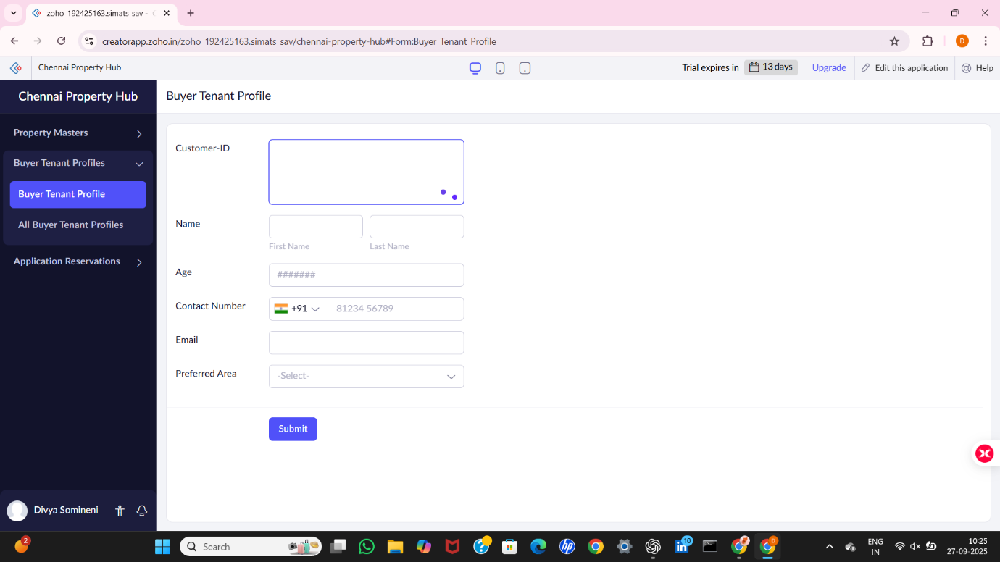 zoho_192425163.simats_sav -
creatorapp.zoho.in/zoho_192425163.simats_sav/chennai-property-hub#Form:Buyer_Tenant_Profile
D
Chennai Property Hub
Trial expires in 13 days Upgrade Edit this application Help
Chennai Property Hub
Buyer Tenant Profile
Property Masters
Buyer Tenant Profiles
Buyer Tenant Profile
All Buyer Tenant Profiles
Application Reservations
Customer-ID
Name
First Name Last Name
Age #######
Contact Number +91 81234 56789
Email
Preferred Area -Select-
Submit
Divya Somineni
2
Search
hp
10
D
ENG
IN
10:25
27-09-2025